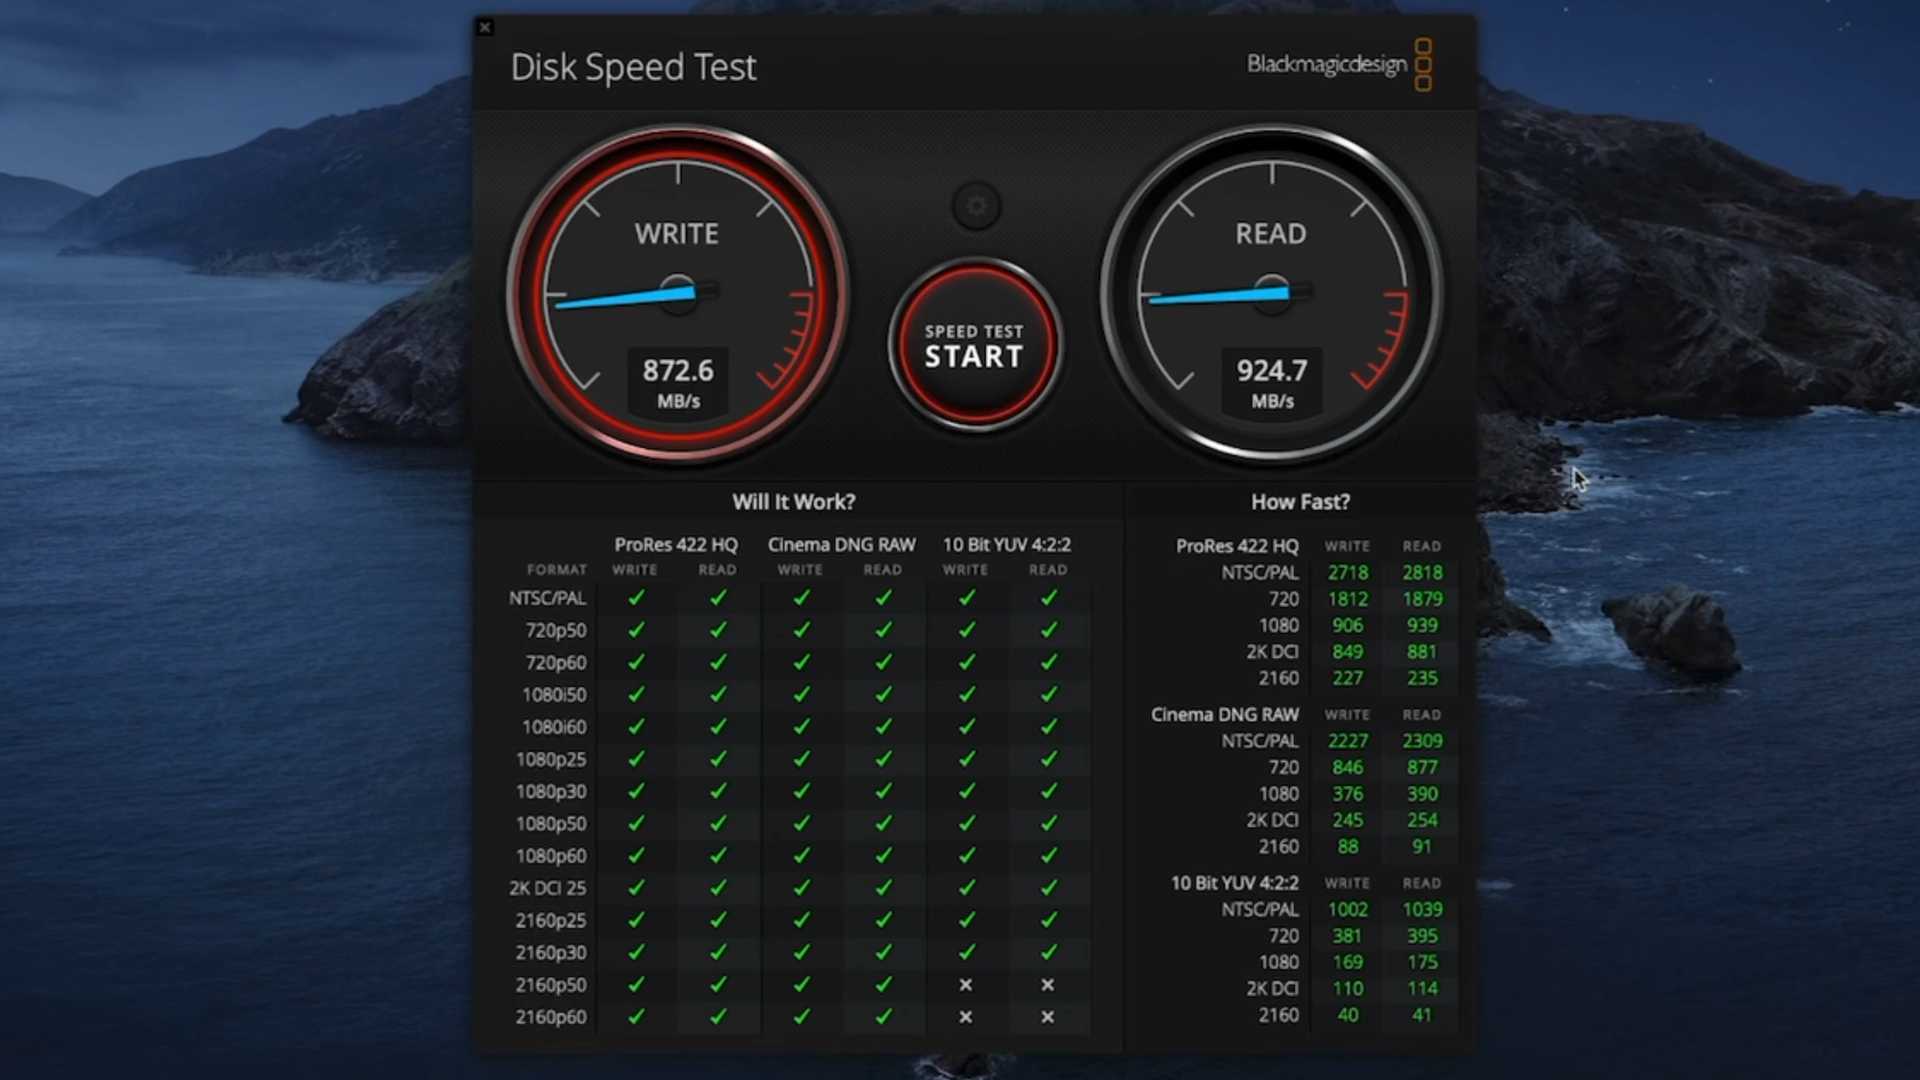 Disk Speed Test
Blackmagicdesign
WRITE
872.6
MB/s
SPEED TEST
START
READ
924.7
MB/s
Will It Work?
ProRes 422 HQ Cinema DNG RAW 10 Bit YUV 4:2:2
FORMAT WRITE READ WRITE READ WRITE READ
NTSC/PAL ✓ ✓ ✓ ✓ ✓ ✓
720p50 ✓ ✓ ✓ ✓ ✓ ✓
720p60 ✓ ✓ ✓ ✓ ✓ ✓
1080i50 ✓ ✓ ✓ ✓ ✓ ✓
1080i60 ✓ ✓ ✓ ✓ ✓ ✓
1080p25 ✓ ✓ ✓ ✓ ✓ ✓
1080p30 ✓ ✓ ✓ ✓ ✓ ✓
1080p50 ✓ ✓ ✓ ✓ ✓ ✓
1080p60 ✓ ✓ ✓ ✓ ✓ ✓
2K DCI 25 ✓ ✓ ✓ ✓ ✓ ✓
2160p25 ✓ ✓ ✓ ✓ ✓ ✓
2160p30 ✓ ✓ ✓ ✓ ✓ ✓
2160p50 ✓ ✓ ✓ ✓ × ×
2160p60 ✓ ✓ ✓ ✓ × ×
How Fast?
ProRes 422 HQ WRITE READ
NTSC/PAL 2718 2818
720 1812 1879
1080 906 939
2K DCI 849 881
2160 227 235
Cinema DNG RAW WRITE READ
NTSC/PAL 2227 2309
720 846 877
1080 376 390
2K DCI 245 254
2160 88 91
10 Bit YUV 4:2:2 WRITE READ
NTSC/PAL 1002 1039
720 381 395
1080 169 175
2K DCI 110 114
2160 40 41